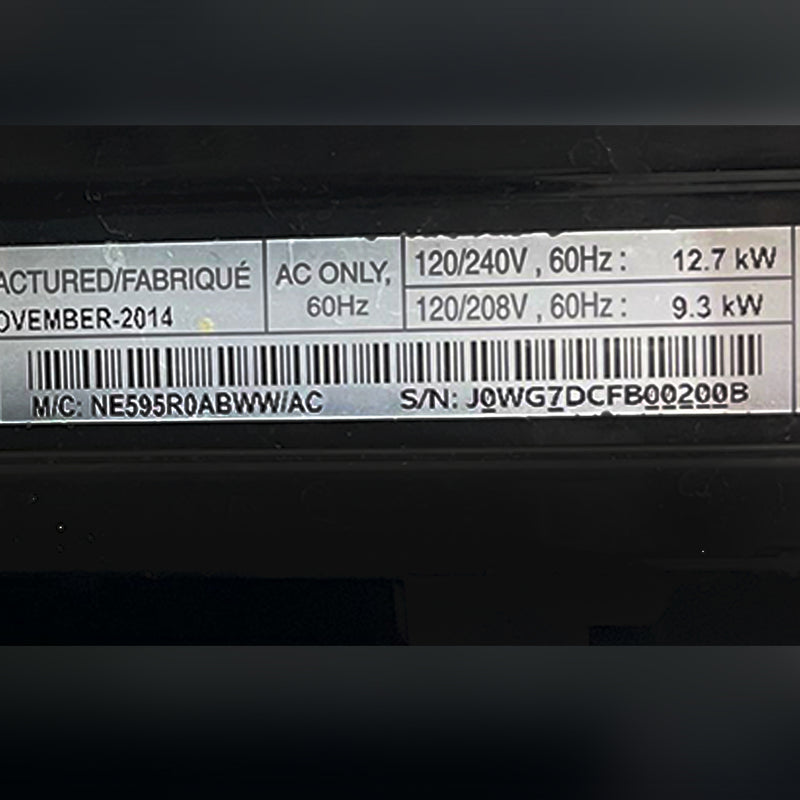 ACTURED/FABRIQUÉ
OVEMBER-2014
AC ONLY,
60Hz
120/240V , 60Hz : 12.7 kW
120/208V , 60Hz : 9.3 kW
M/C: NE595R0ABWW/AC S/N: J0WG7DCFB00200B